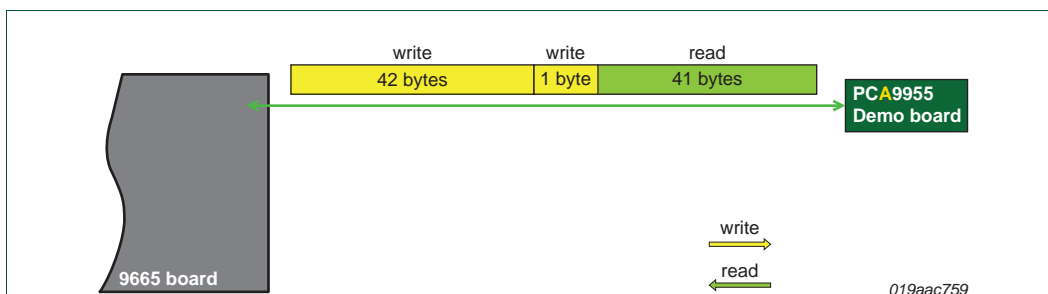 write write read
42 bytes 1 byte 41 bytes
PCA9955
Demo board
write
read
9665 board
019aac759